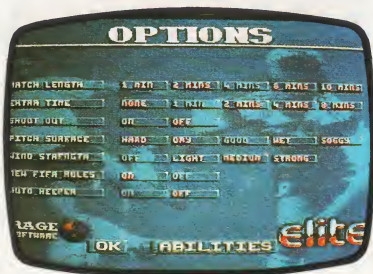 OPTIONS
MATCH LENGTH 1 MIN 2 MINS 4 MINS 6 MINS 10 MINS
EXTRA TIME NONE 1 MIN 2 MINS 4 MINS 8 MINS
SHOOT OUT ON OFF
PITCH SURFACE HARD DRY GOOD WET SOGGY
WIND STRENGTH OFF LIGHT MEDIUM STRONG
NEW FIFA RULES ON OFF
AUTO KEEPER ON OFF
RAGE
SOFTWARE
elite
OK ABILITIES